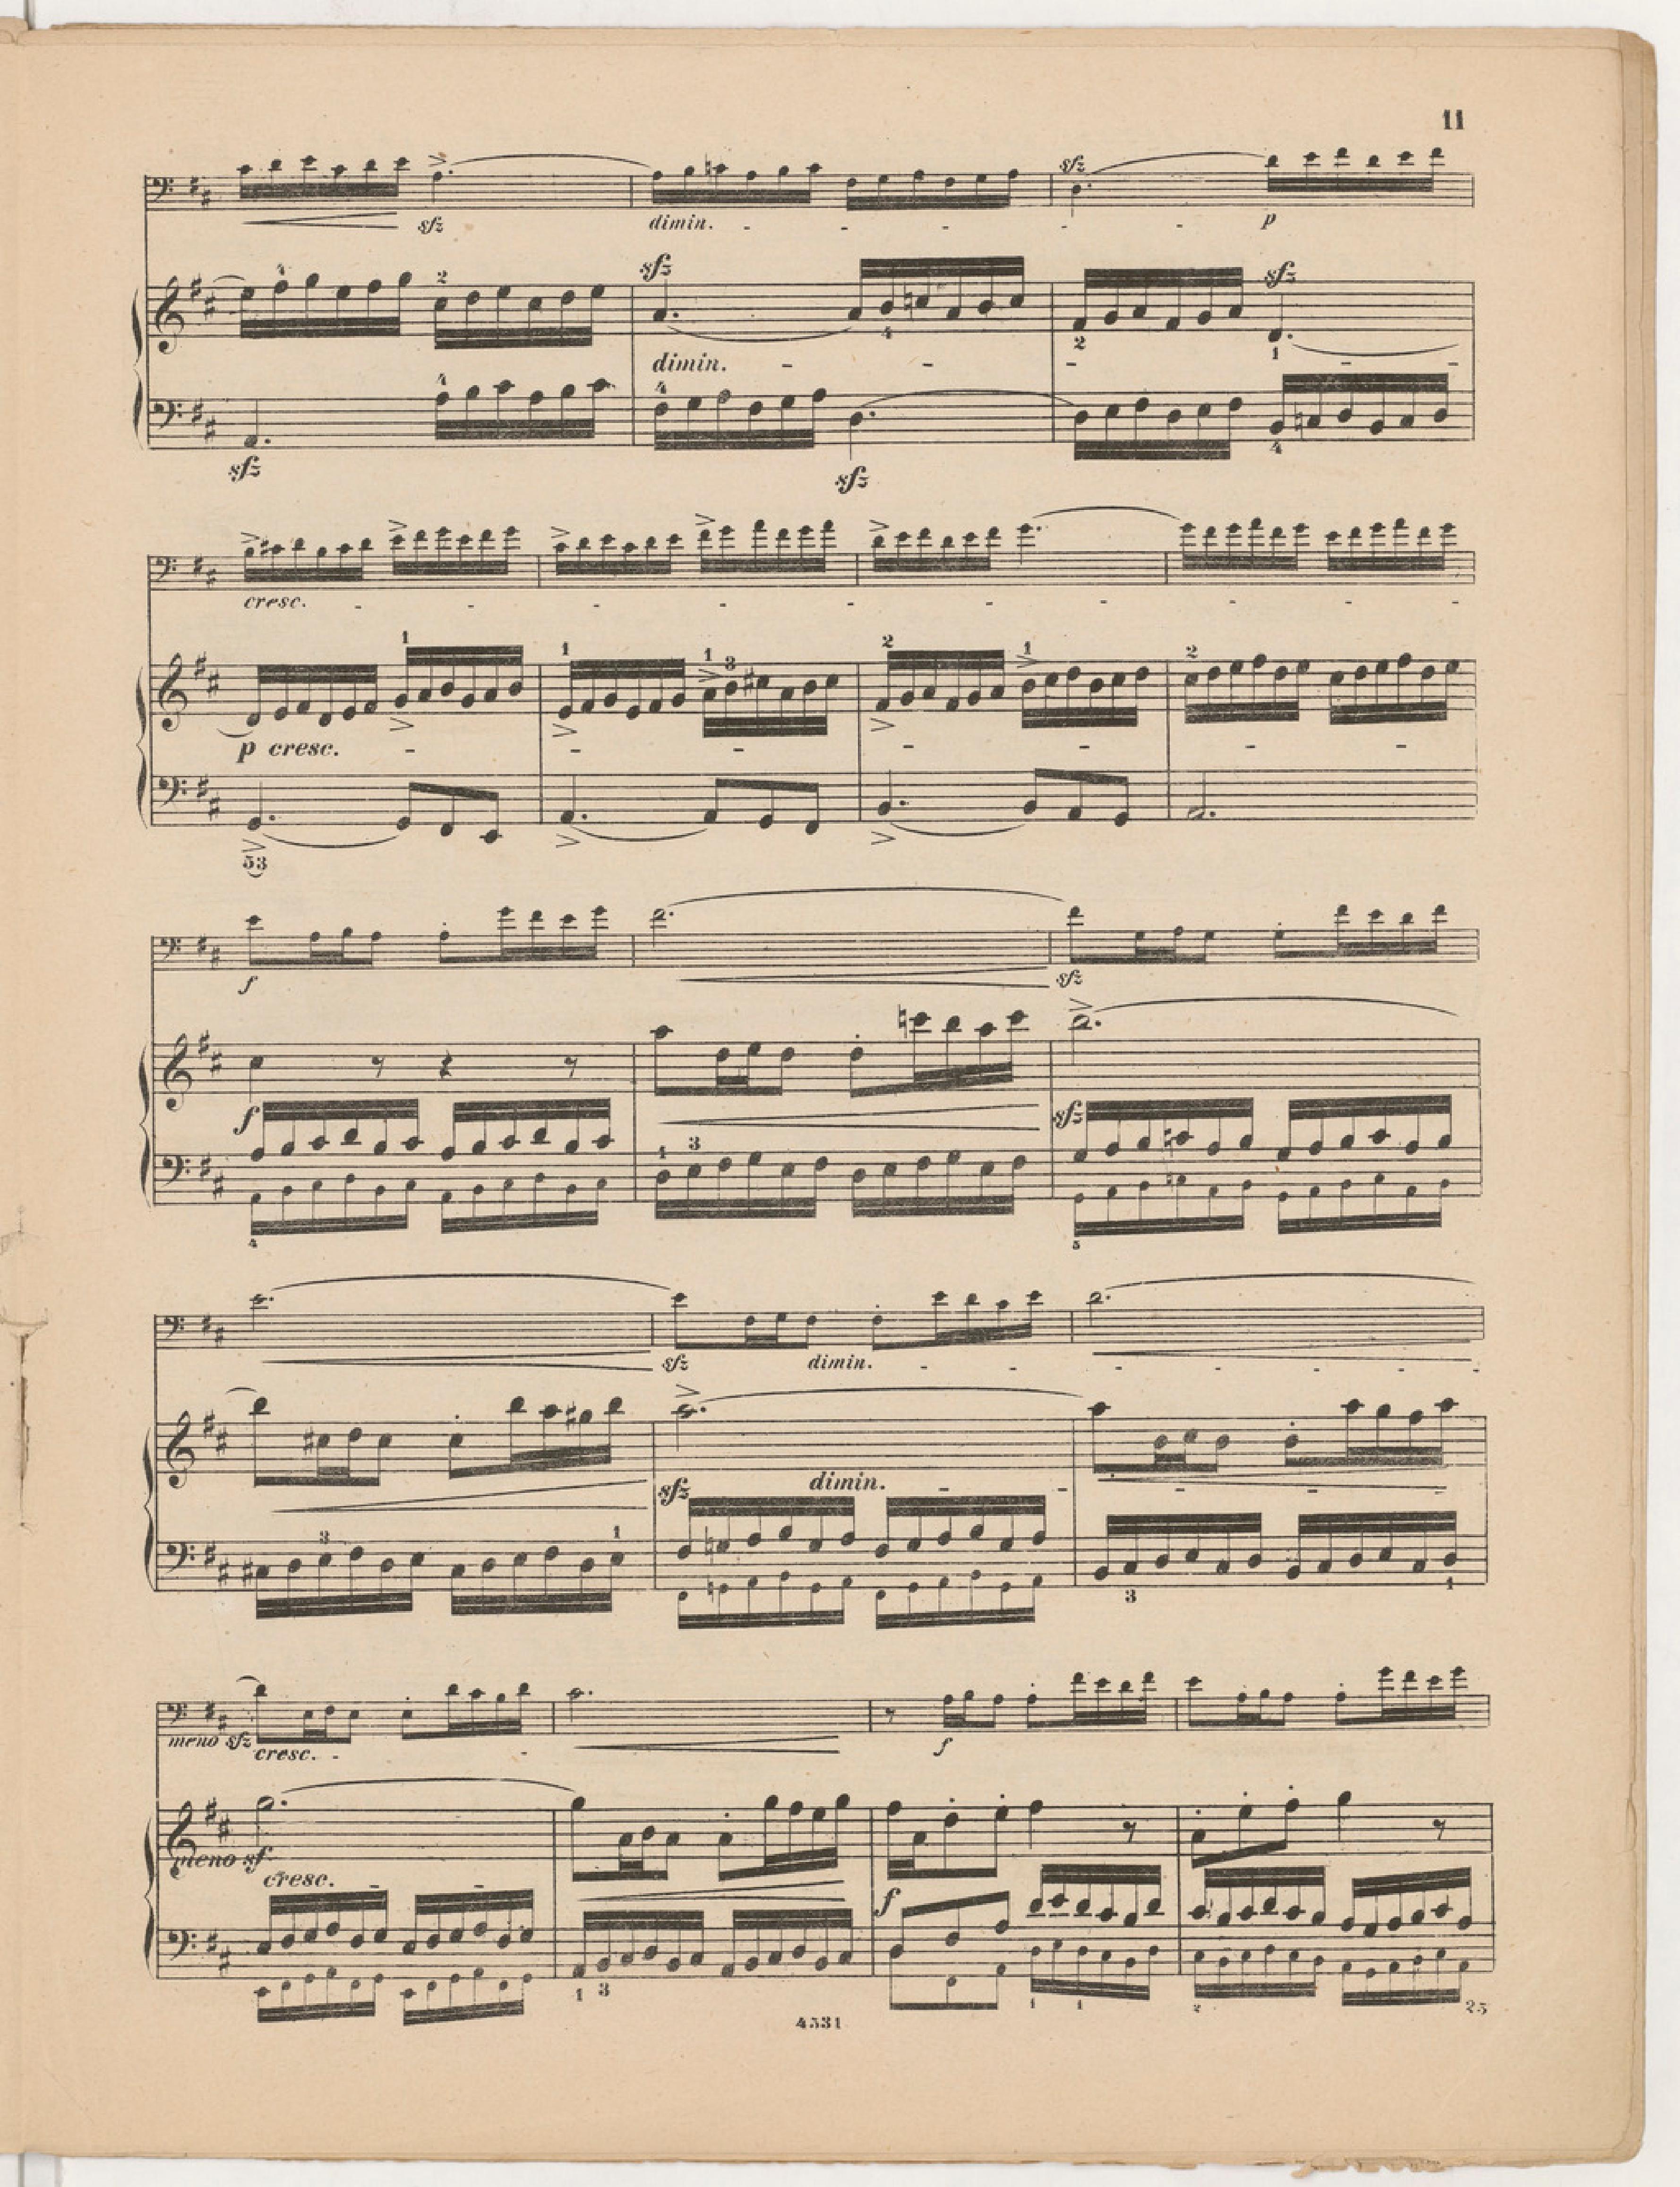 11
sfz dimin. - - - - - sfz p
sfz sfz
4 2
dimin. - - - - -
4 2 1
4 4
4
sfz sfz
cresc. - - - - - - - - - -
1 1 1 3 2 1 2
p cresc. - - - - - - -
53
f sfz
f sfz
1 3
4 5
sfz dimin. - - - - - - -
sfz dimin. - - - -
3 1
3 1
meno sfz cresc. - - f
meno sf cresc. - - f
1 3 1 1 2 25
4531